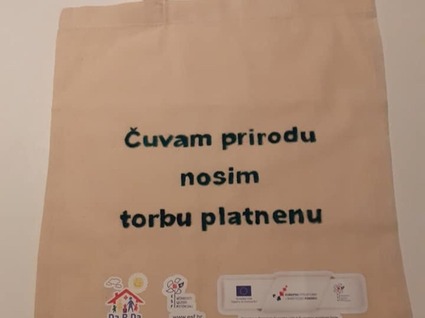 Čuvam prirodu
nosim
torbu platnenu